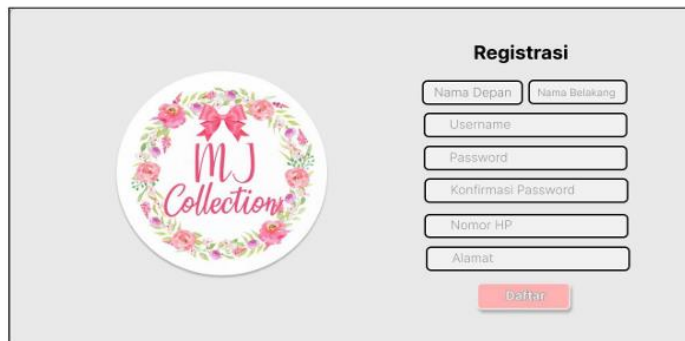 MJ
Collection
Registrasi
Nama Depan Nama Belakang
Username
Password
Konfirmasi Password
Nomor HP
Alamat
Daftar